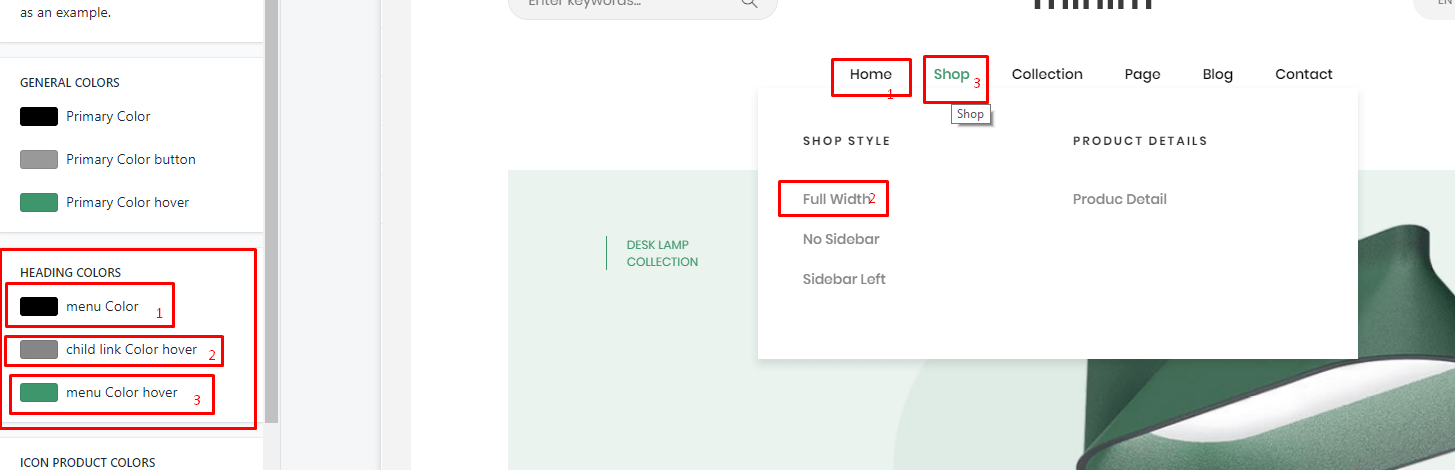 as an example.
GENERAL COLORS
Primary Color
Primary Color button
Primary Color hover
HEADING COLORS
menu Color
1
child link Color hover
2
menu Color hover
3
ICON PRODUCT COLORS
Enter keywords...
EN
Home
1
Shop
3
Collection
Page
Blog
Contact
Shop
SHOP STYLE
PRODUCT DETAILS
Full Width
2
Produc Detail
No Sidebar
Sidebar Left
DESK LAMP
COLLECTION